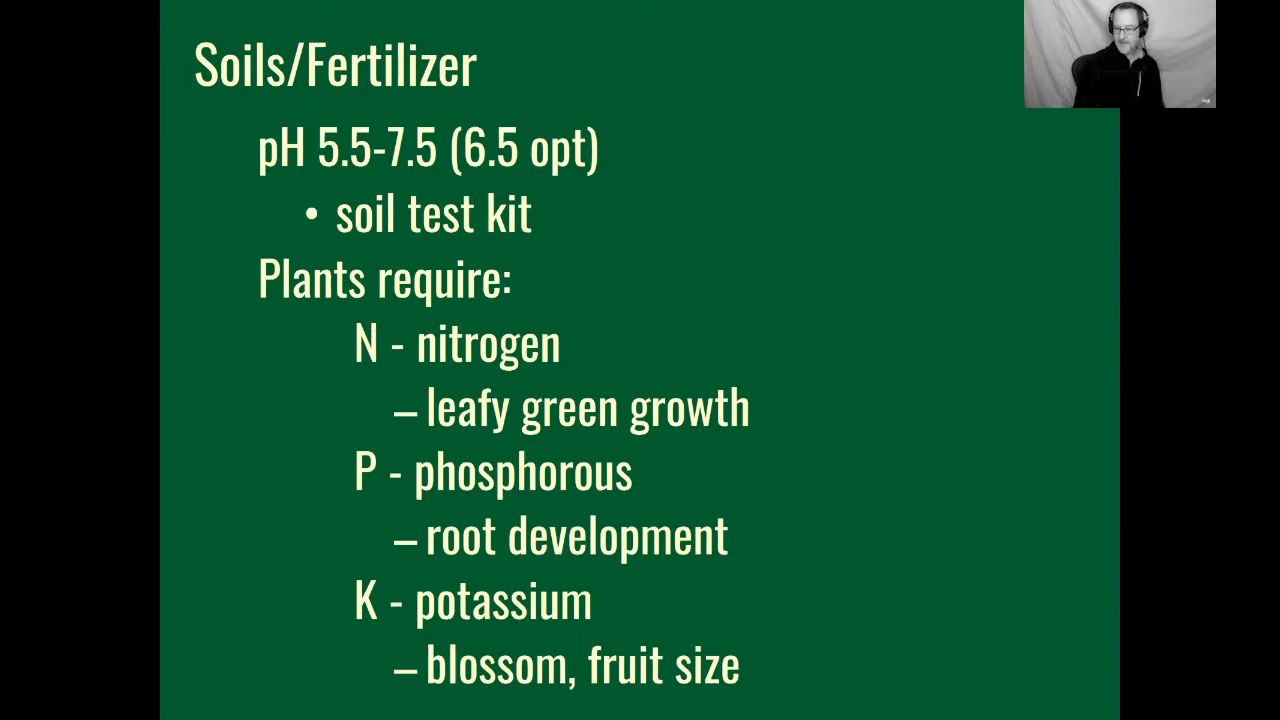 Soils/Fertilizer
pH 5.5-7.5 (6.5 opt)
• soil test kit
Plants require:
N - nitrogen
– leafy green growth
P - phosphorous
– root development
K - potassium
– blossom, fruit size